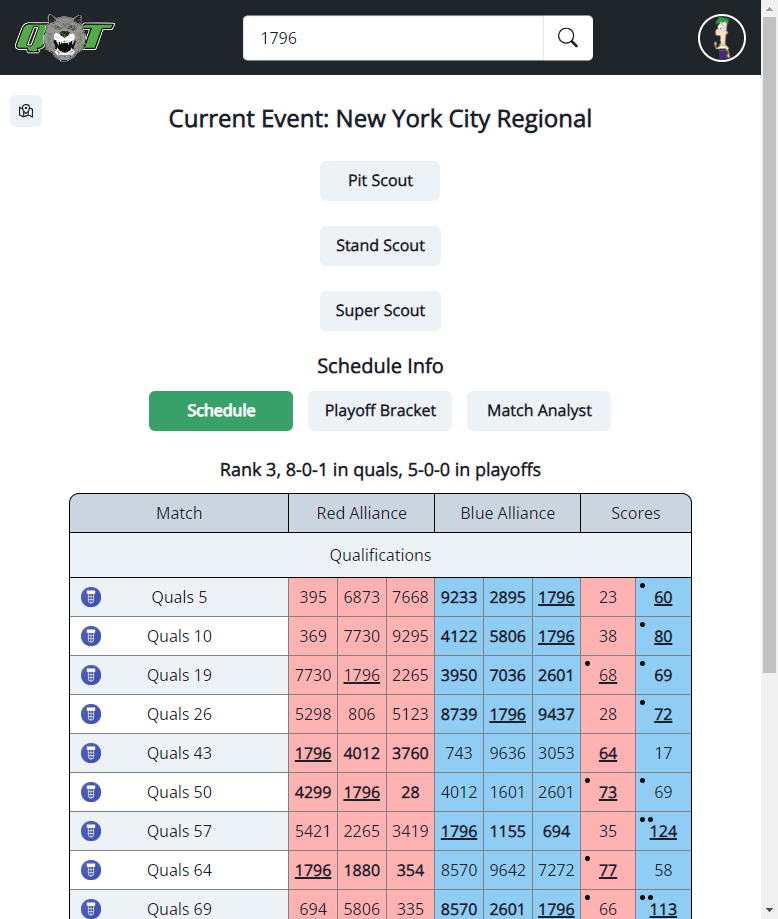 QBT
1796
Current Event: New York City Regional
Pit Scout
Stand Scout
Super Scout
Schedule Info
Schedule Playoff Bracket Match Analyst
Rank 3, 8-0-1 in quals, 5-0-0 in playoffs
Match Red Alliance Blue Alliance Scores
Qualifications
Quals 5 395 6873 7668 9233 2895 1796 23 60
Quals 10 369 7730 9295 4122 5806 1796 38 80
Quals 19 7730 1796 2265 3950 7036 2601 68 69
Quals 26 5298 806 5123 8739 1796 9437 28 72
Quals 43 1796 4012 3760 743 9636 3053 64 17
Quals 50 4299 1796 28 4012 1601 2601 73 69
Quals 57 5421 2265 3419 1796 1155 694 35 124
Quals 64 1796 1880 354 8570 9642 7272 77 58
Quals 69 694 5806 335 8570 2601 1796 66 113